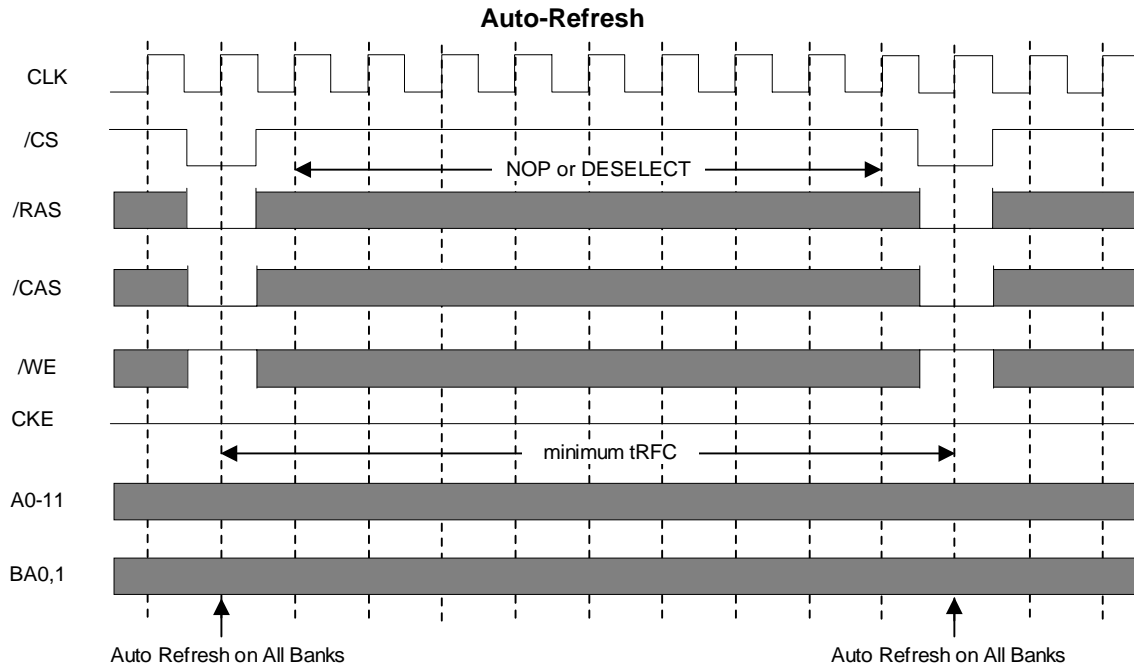 Auto-Refresh
CLK
/CS
NOP or DESELECT
/RAS
/CAS
/WE
CKE
minimum tRFC
A0-11
BA0,1
Auto Refresh on All Banks
Auto Refresh on All Banks